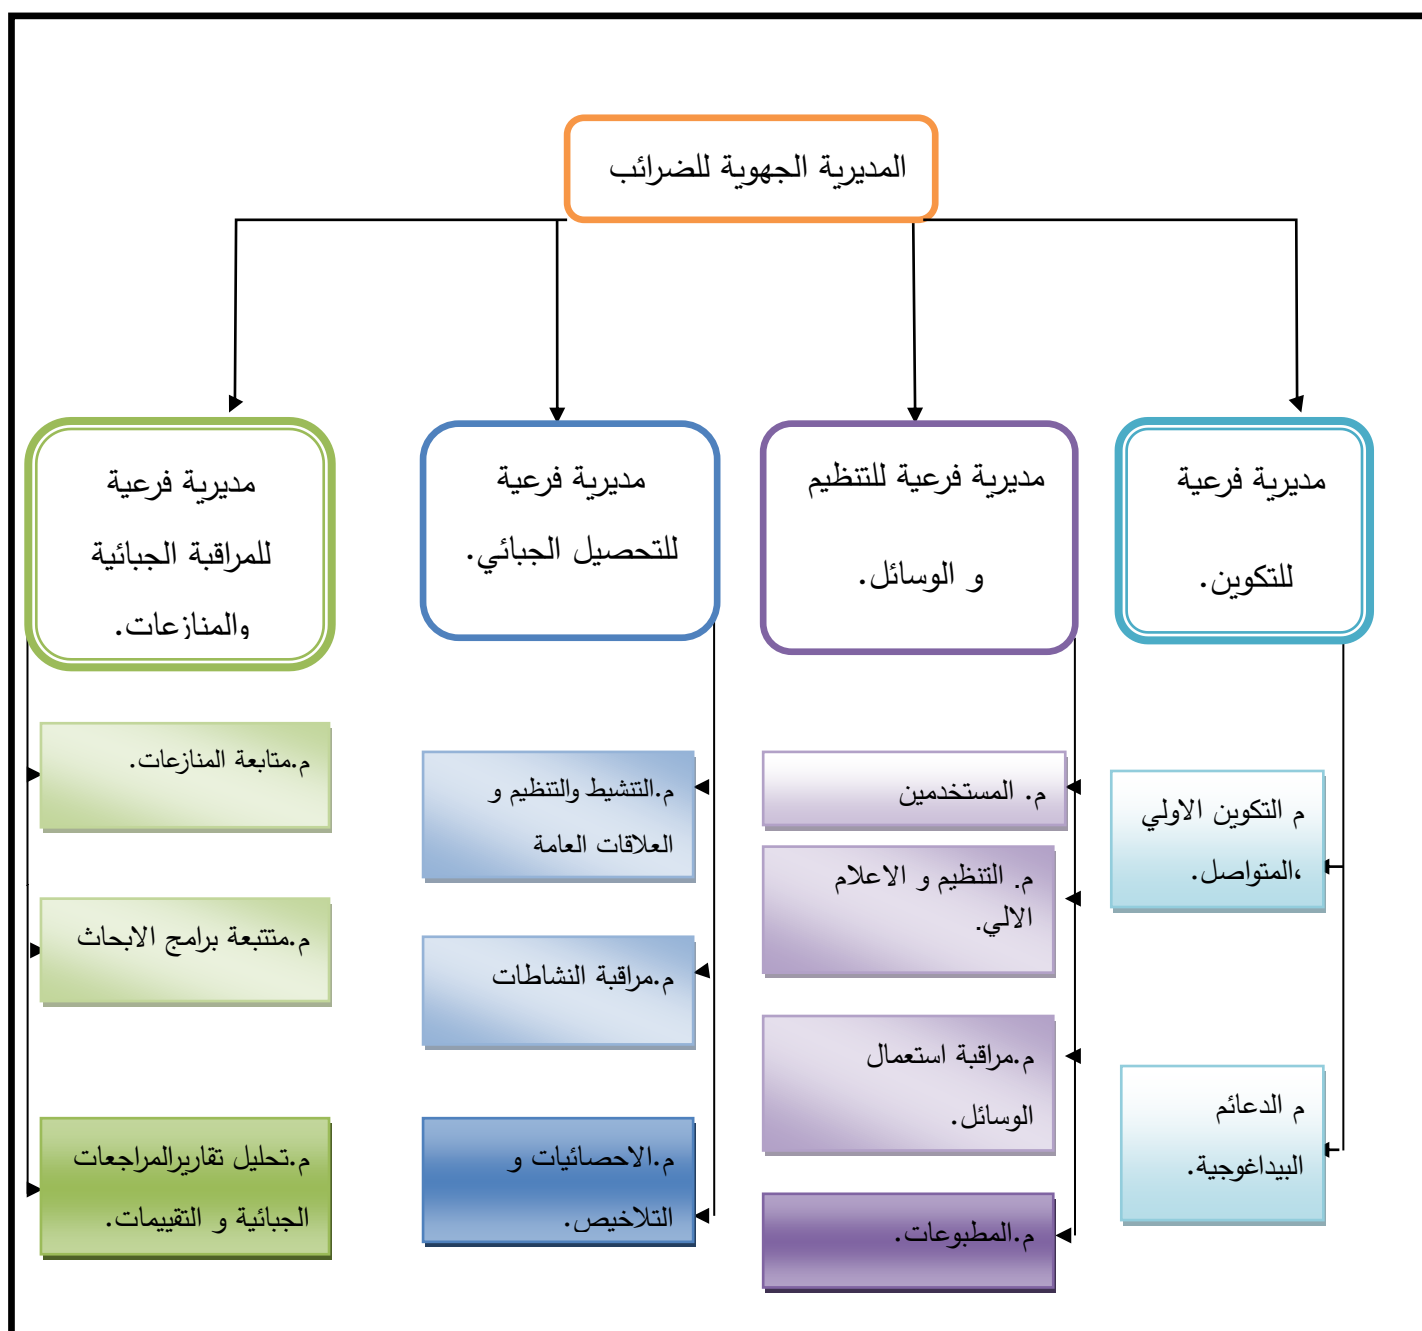 المديرية الجهوية للضرائب
مديرية فرعية
للتكوين.
مديرية فرعية للتنظيم
و الوسائل.
مديرية فرعية
للتحصيل الجبائي.
مديرية فرعية
للمراقبة الجبائية
والمنازعات.
م التكوين الاولي
،المتواصل.
م الدعائم
البيداغوجية.
م. المستخدمين
م. التنظيم و الاعلام
الالي.
م.مراقبة استعمال
الوسائل.
م.المطبوعات.
م.التنشيط والتنظيم و
العلاقات العامة
م.مراقبة النشاطات
م.الاحصائيات و
التلاخيص.
م.متابعة المنازعات.
م.متتبعة برامج الابحاث
م.تحليل تقاريرالمراجعات
الجبائية و التقييمات.